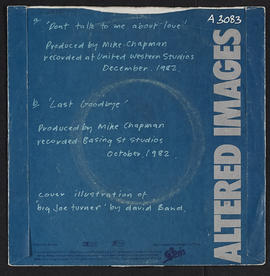 A 3083
a 'Dont talk to me about love'
Produced by Mike Chapman
recorded at United Western Studios
December. 1982.
b 'Last Goodbye'
Produced by Mike Chapman
recorded Basing St Studios
October. 1982.
cover illustration of
'big joe turner' by david Band.
ALTERED IMAGES
Epic